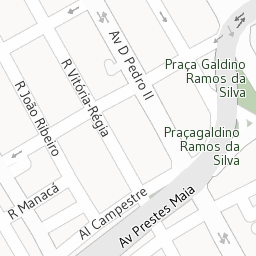 Av D Pedro II
Praça Galdino
Ramos da
Silva
R Vitória-Régia
R João Ribeiro
Praçagaldino
Ramos da
Silva
R Manacá
Al Campestre
Av Prestes Maia